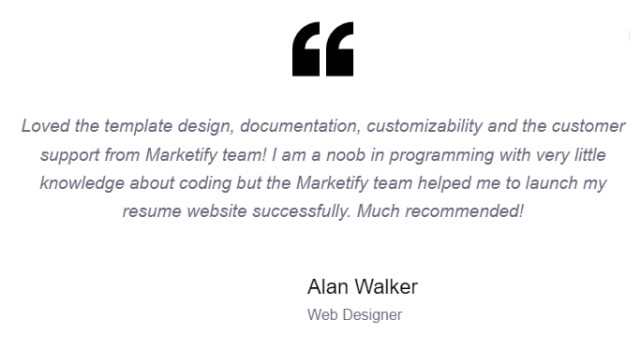 Loved the template design, documentation, customizability and the customer
support from Marketify team! I am a noob in programming with very little
knowledge about coding but the Marketify team helped me to launch my
resume website successfully. Much recommended!
Alan Walker
Web Designer